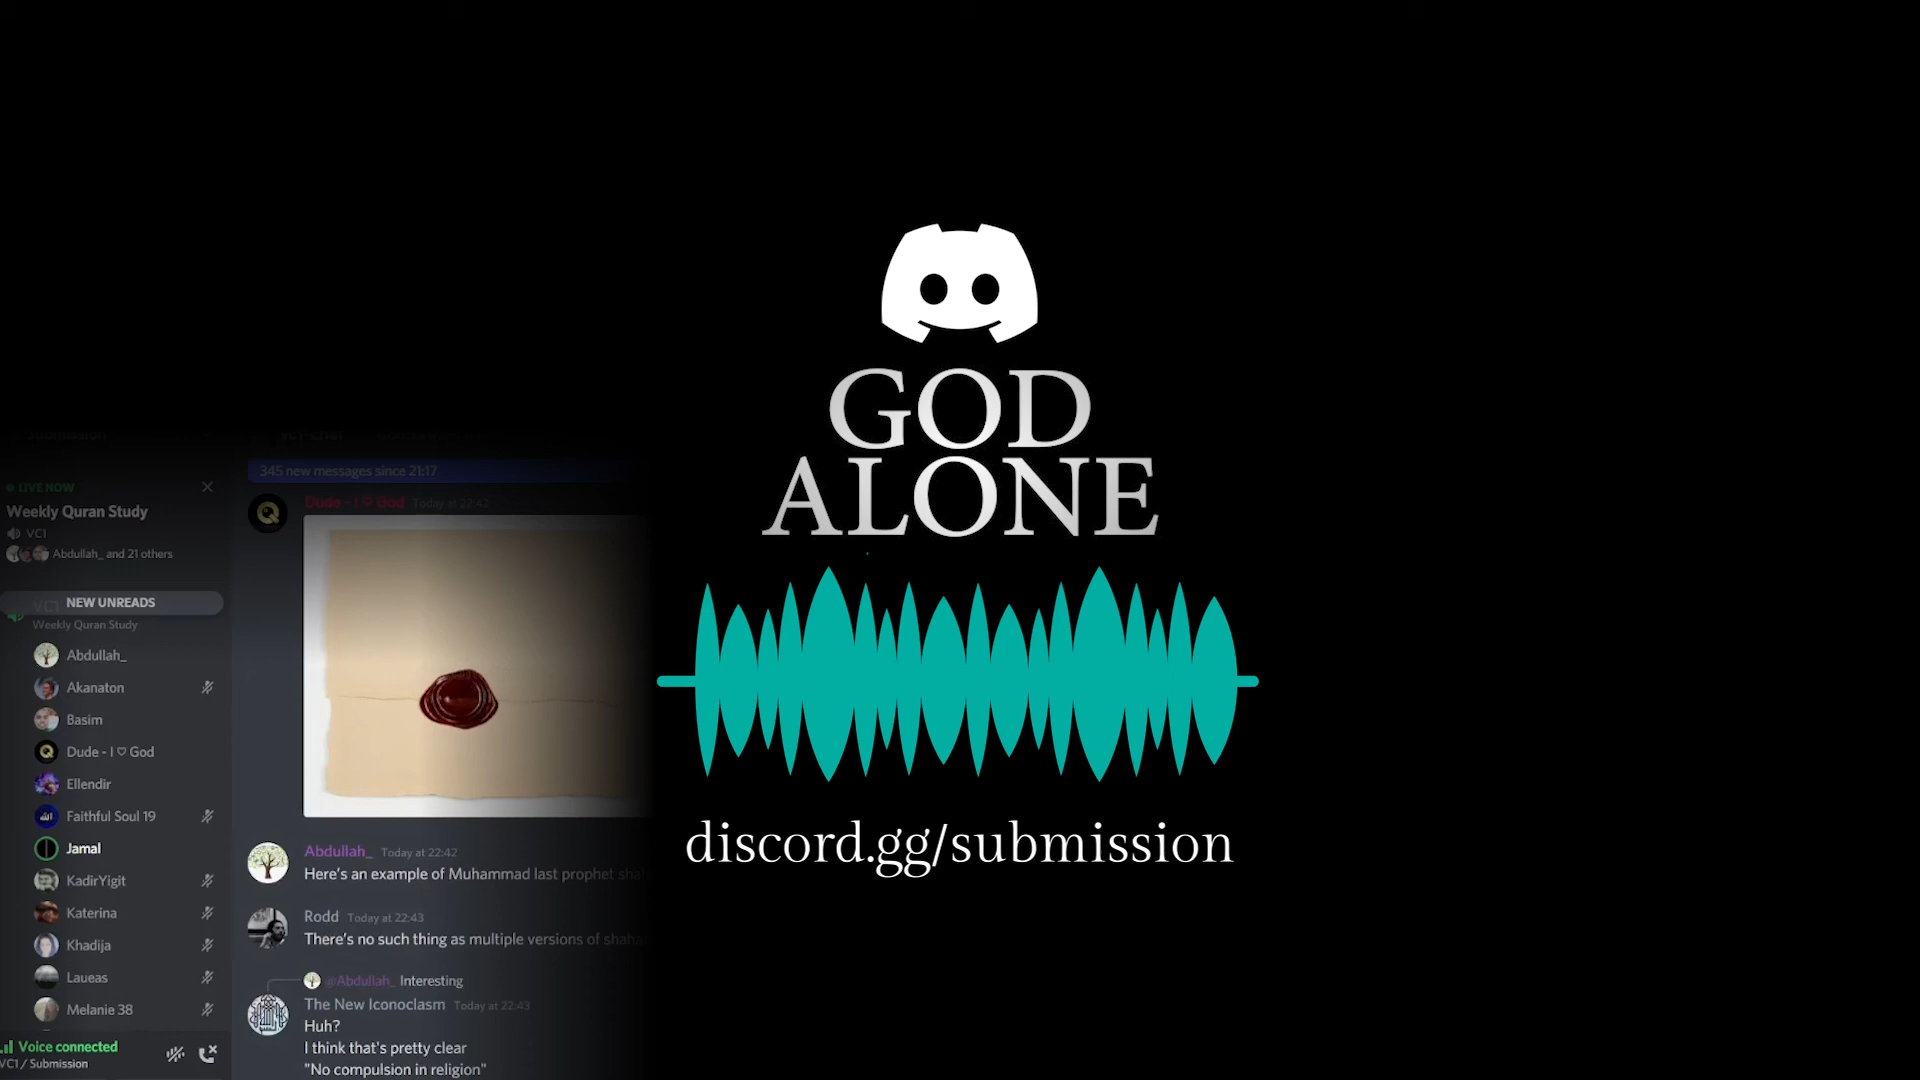 GOD
ALONE
discord.gg/submission
Submission
345 new messages since 21:17
LIVE NOW
Weekly Quran Study
VC1
Abdullah_ and 21 others
NEW UNREADS
VC1
Weekly Quran Study
Abdullah_
Akanaton
Basim
Dude - I ♡ God
Ellendir
Faithful Soul 19
Jamal
KadirYigit
Katerina
Khadija
Laueas
Melanie 38
Voice connected
VC1 / Submission
Dude - I ♡ God Today at 22:42
Abdullah_ Today at 22:42
Here's an example of Muhammad last prophet
Rodd Today at 22:43
There's no such thing as multiple versions of
@Abdullah_ Interesting
The New Iconoclasm Today at 22:43
Huh?
I think that's pretty clear
"No compulsion in religion"